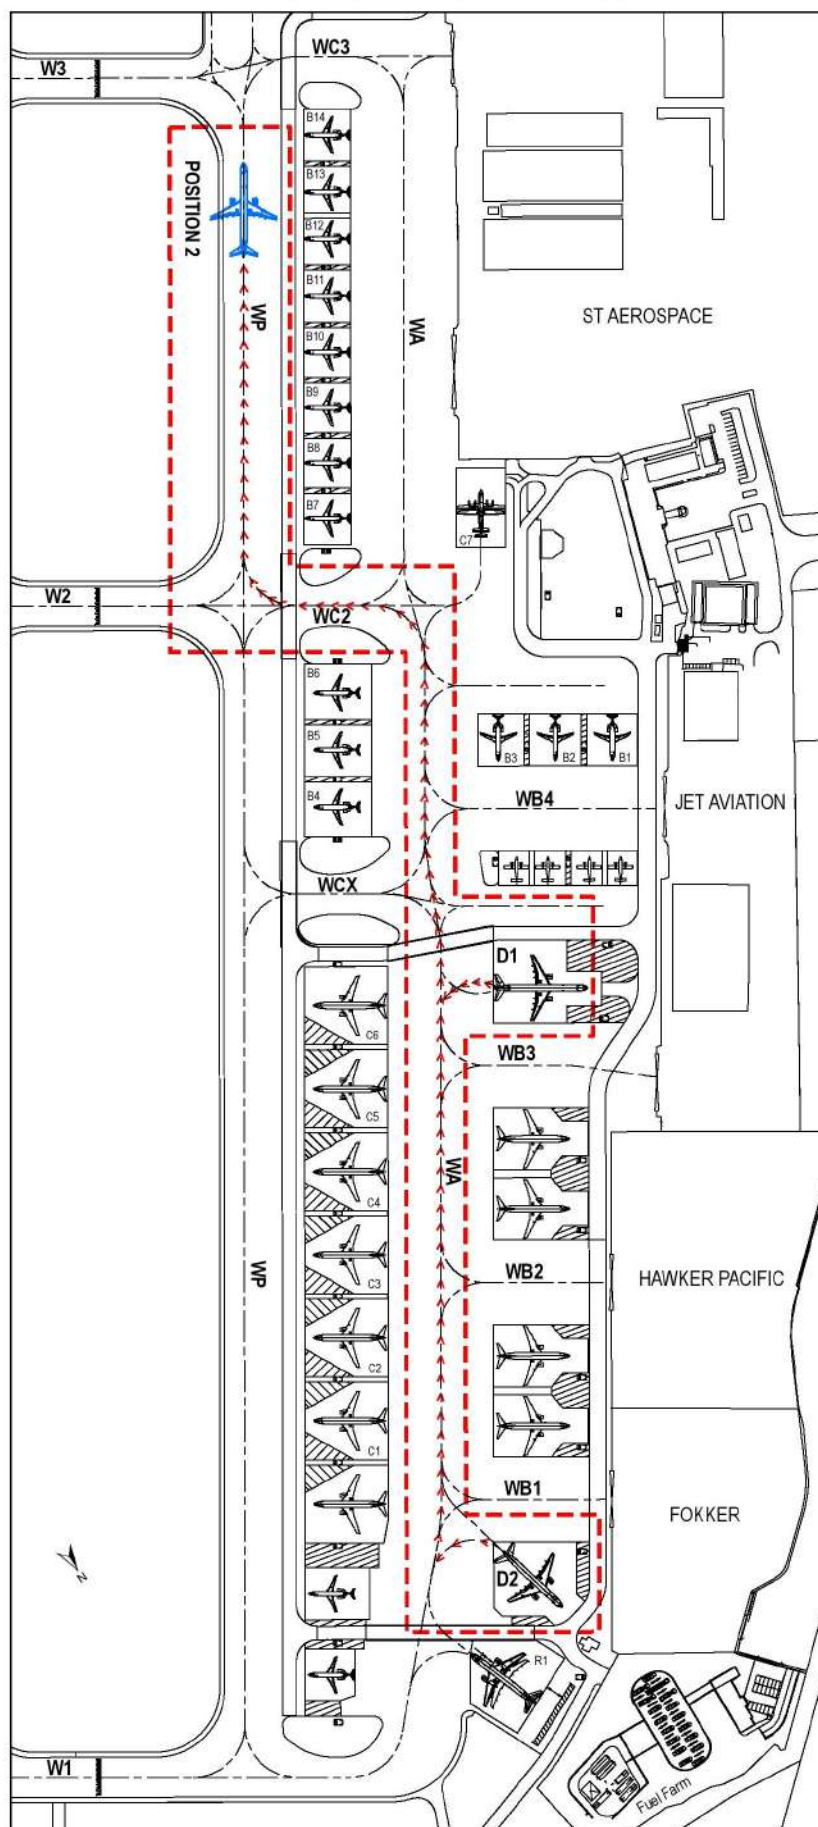 WC3
W3
B14
B13
POSITION 2
B12
B11
WP
WA
ST AEROSPACE
B10
B9
B8
B7
C7
W2
WC2
B6
B5
B4
B3
B2
B1
WB4
JET AVIATION
WCX
D1
C6
WB3
C5
WA
C4
WP
C3
WB2
HAWKER PACIFIC
C2
C1
WB1
FOKKER
D2
N
R1
W1
Fuel Farm